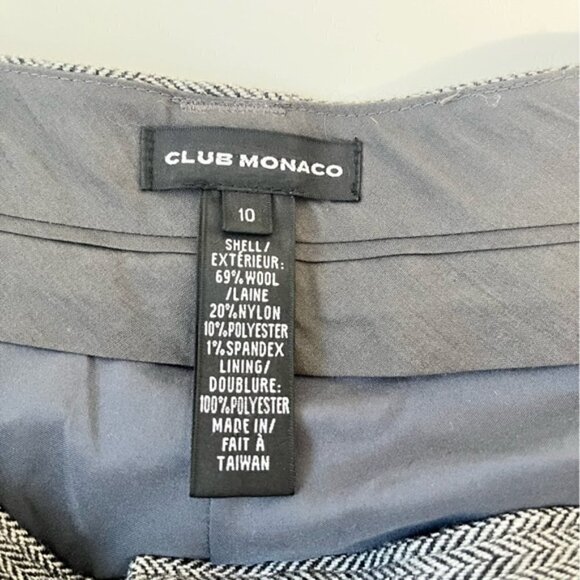 CLUB MONACO
10
SHELL/
EXTÉRIEUR:
69% WOOL
/LAINE
20% NYLON
10% POLYESTER
1% SPANDEX
LINING/
DOUBLURE:
100% POLYESTER
MADE IN/
FAIT À
TAIWAN